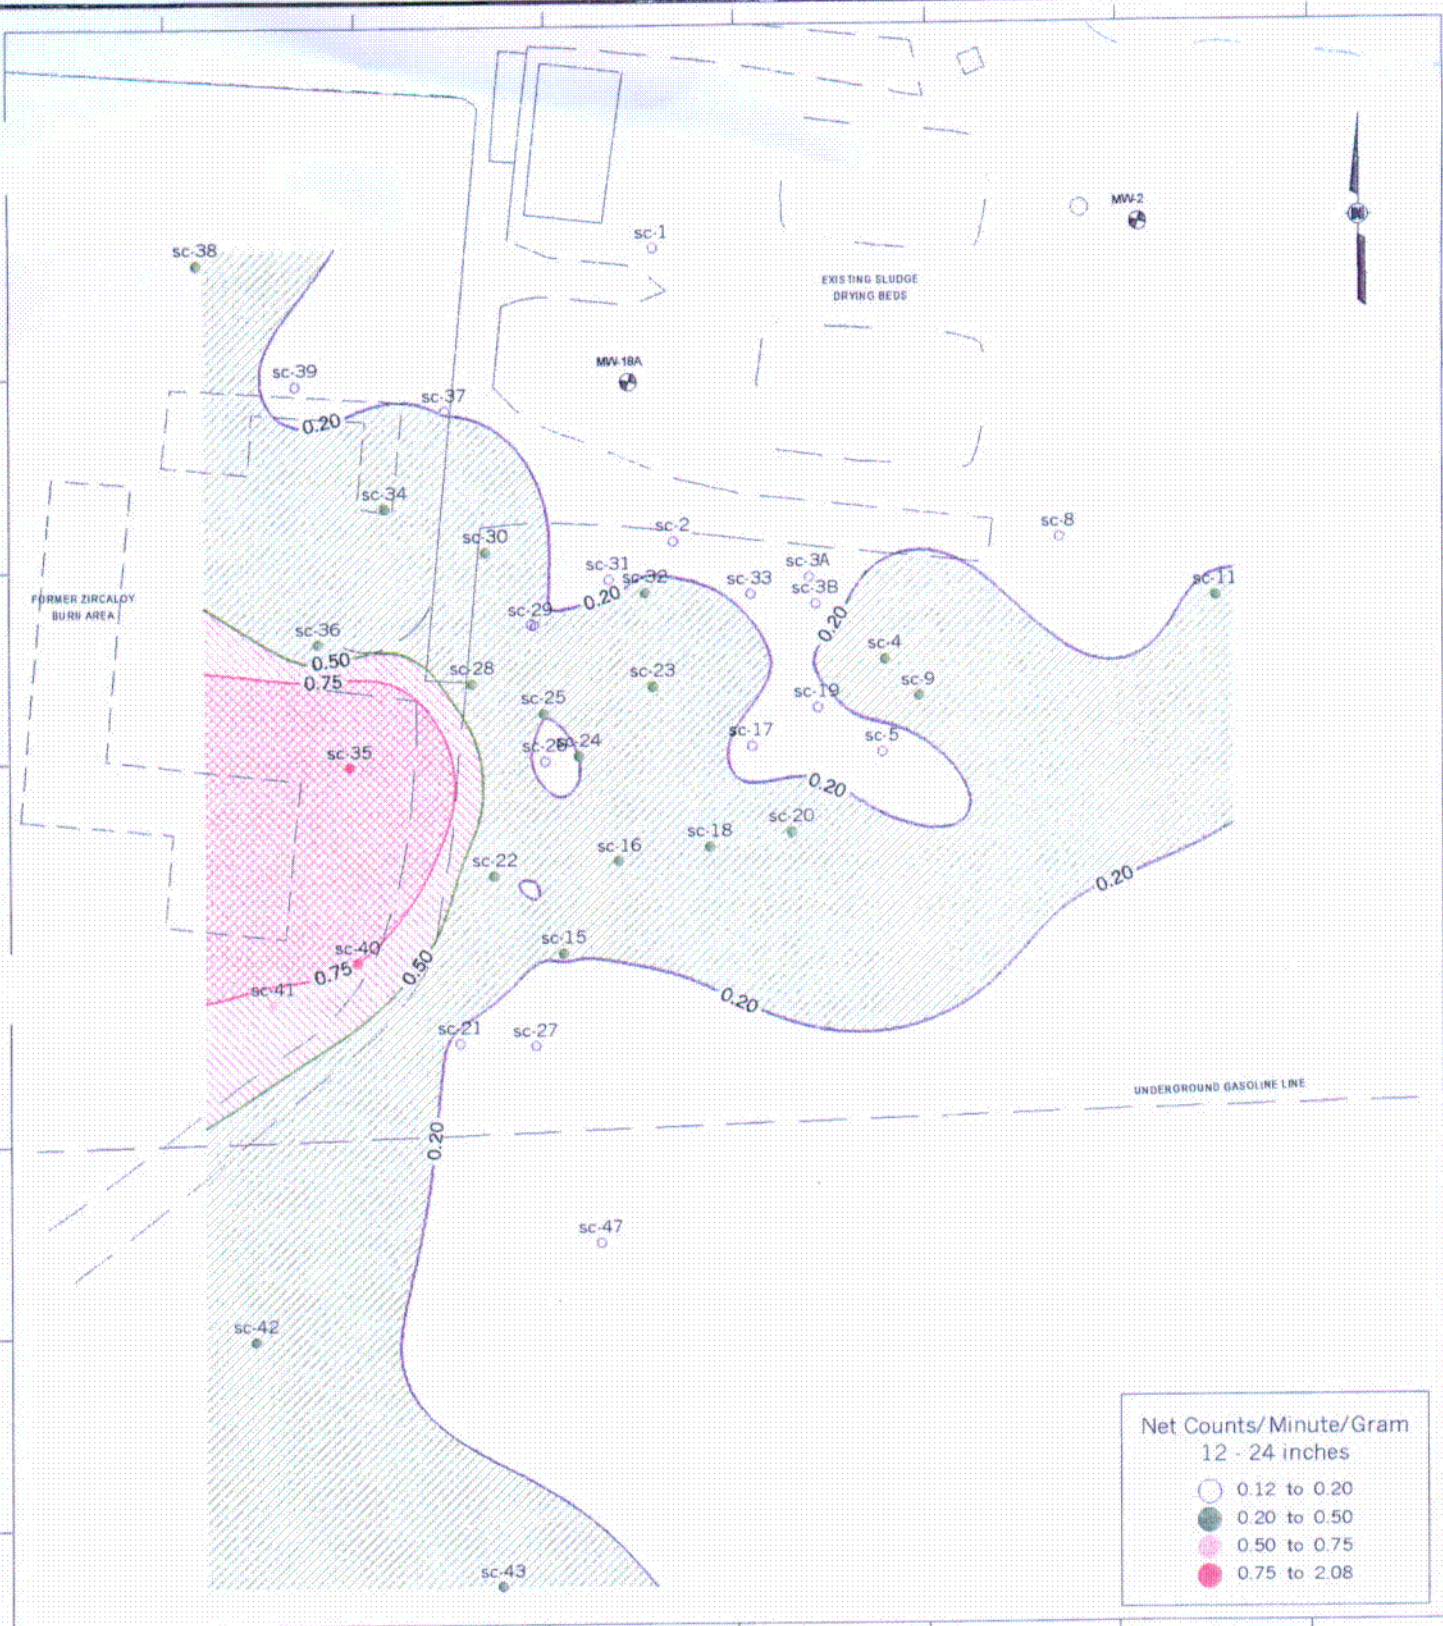 MW-2
sc-1
sc-38
EXISTING SLUDGE
DRYING BEDS
MW-18A
sc-39
sc-37
0.20
sc-34
sc-2
sc-8
sc-30
sc-31
sc-32
sc-33
sc-3A
sc-3B
sc-11
FORMER ZIRCALOY
BURN AREA
0.20
sc-29
0.20
sc-36
0.50
sc-4
sc-28
sc-23
0.75
sc-9
sc-25
sc-19
sc-17
sc-5
sc-24
sc-35
0.20
sc-20
sc-18
sc-16
sc-22
0.20
sc-15
sc-40
0.75
0.50
sc-41
0.20
sc-21
sc-27
UNDERGROUND GASOLINE LINE
0.20
sc-47
sc-42
sc-43
Net Counts/Minute/Gram
12 - 24 inches
0.12 to 0.20
0.20 to 0.50
0.50 to 0.75
0.75 to 2.08